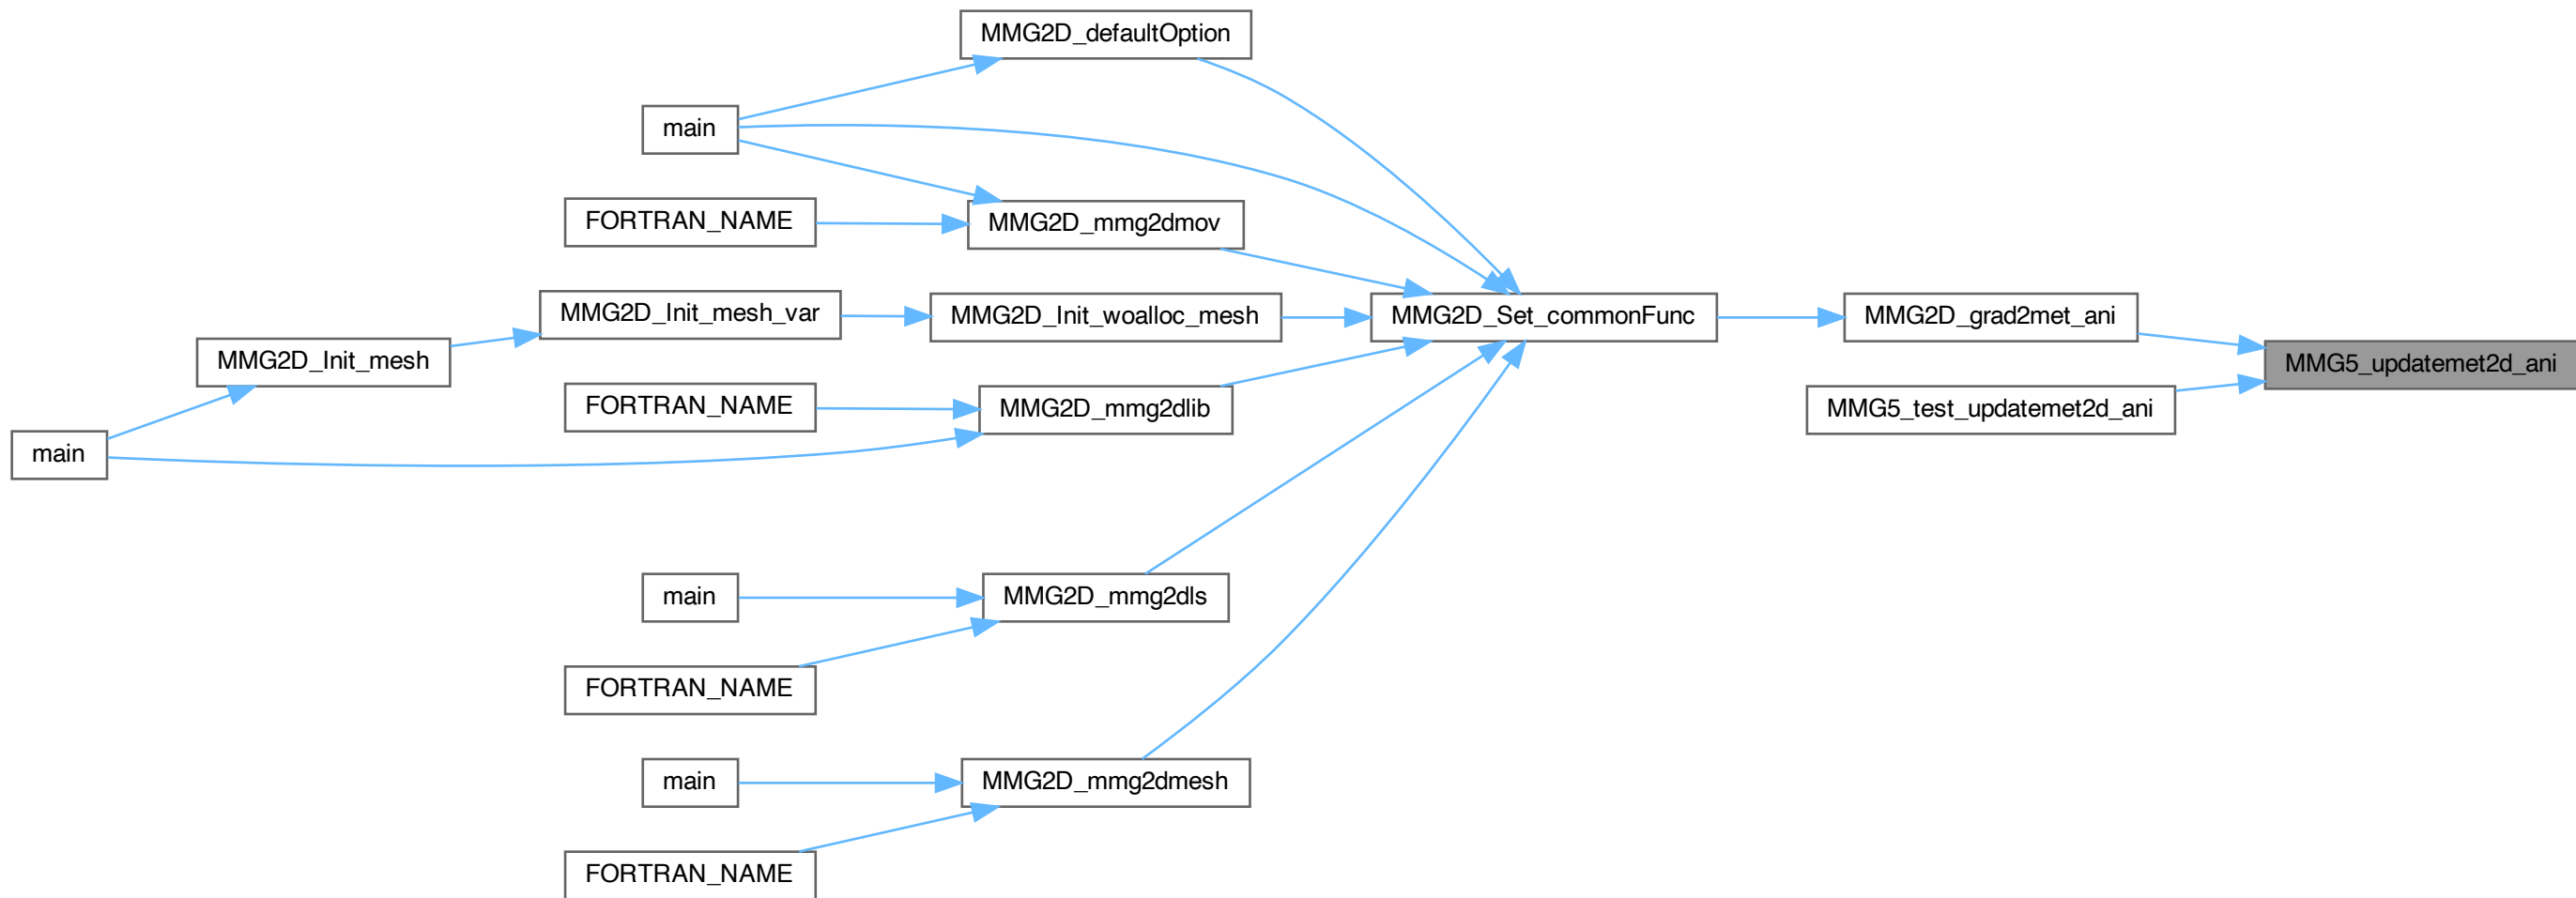 MMG2D_defaultOption
main
FORTRAN_NAME
MMG2D_mmg2dmov
MMG2D_Init_mesh
MMG2D_Init_mesh_var
MMG2D_Init_woalloc_mesh
MMG2D_Set_commonFunc
MMG2D_grad2met_ani
MMG5_updatemet2d_ani
MMG5_test_updatemet2d_ani
FORTRAN_NAME
MMG2D_mmg2dlib
main
main
MMG2D_mmg2dls
FORTRAN_NAME
main
MMG2D_mmg2dmesh
FORTRAN_NAME